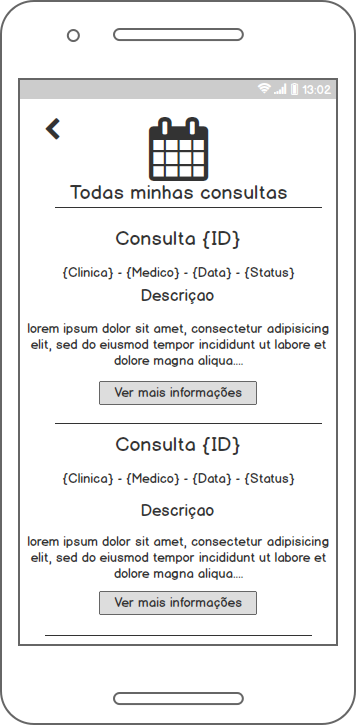 13:02
Todas minhas consultas
Consulta {ID}
{Clinica} - {Medico} - {Data} - {Status}
Descriçao
lorem ipsum dolor sit amet, consectetur adipisicing
elit, sed do eiusmod tempor incididunt ut labore et
dolore magna aliqua....
Ver mais informações
Consulta {ID}
{Clinica} - {Medico} - {Data} - {Status}
Descriçao
lorem ipsum dolor sit amet, consectetur adipisicing
elit, sed do eiusmod tempor incididunt ut labore et
dolore magna aliqua....
Ver mais informações